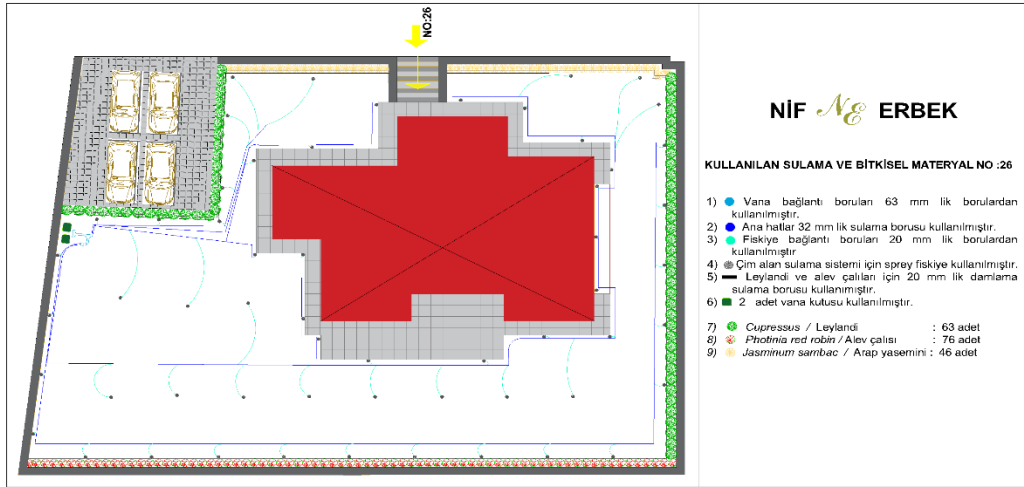 NO:26
NİF NE ERBEK
KULLANILAN SULAMA VE BİTKİSEL MATERYAL NO :26
1) Vana bağlantı boruları 63 mm lik borulardan
kullanılmıştır.
2) Ana hatlar 32 mm lik sulama borusu kullanılmıştır.
3) Fiskiye bağlantı boruları 20 mm lik borulardan
kullanılmıştır
4) Çim alan sulama sistemi için sprey fiskiye kullanılmıştır.
5) Leylandi ve alev çalıları için 20 mm lik damlama
sulama borusu kullanımıştır.
6) 2 adet vana kutusu kullanılmıştır.
7) Cupressus / Leylandi : 63 adet
8) Photinia red robin / Alev çalısı : 76 adet
9) Jasminum sambac / Arap yasemini : 46 adet